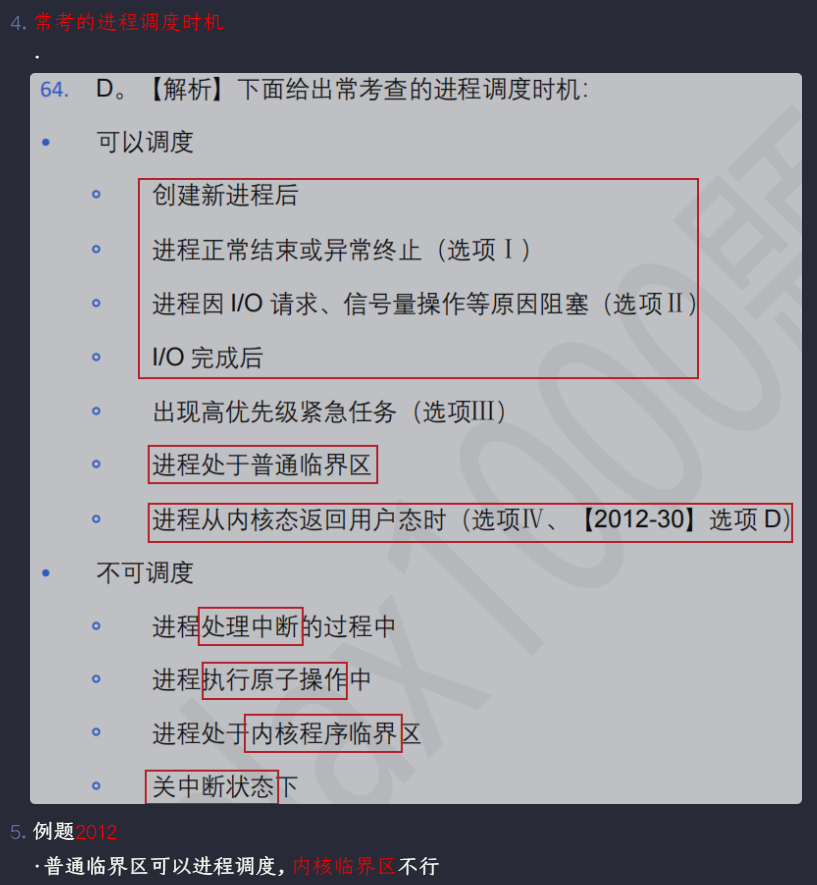 4. 常考的进程调度时机
64. D。【解析】下面给出常考查的进程调度时机：
• 可以调度
创建新进程后
进程正常结束或异常终止（选项Ⅰ）
进程因 I/O 请求、信号量操作等原因阻塞（选项Ⅱ）
I/O 完成后
出现高优先级紧急任务（选项Ⅲ）
进程处于普通临界区
进程从内核态返回用户态时（选项Ⅳ、【2012-30】选项 D）
• 不可调度
进程处理中断的过程中
进程执行原子操作中
进程处于内核程序临界区
关中断状态下
5. 例题2012
·普通临界区可以进程调度, 内核临界区不行